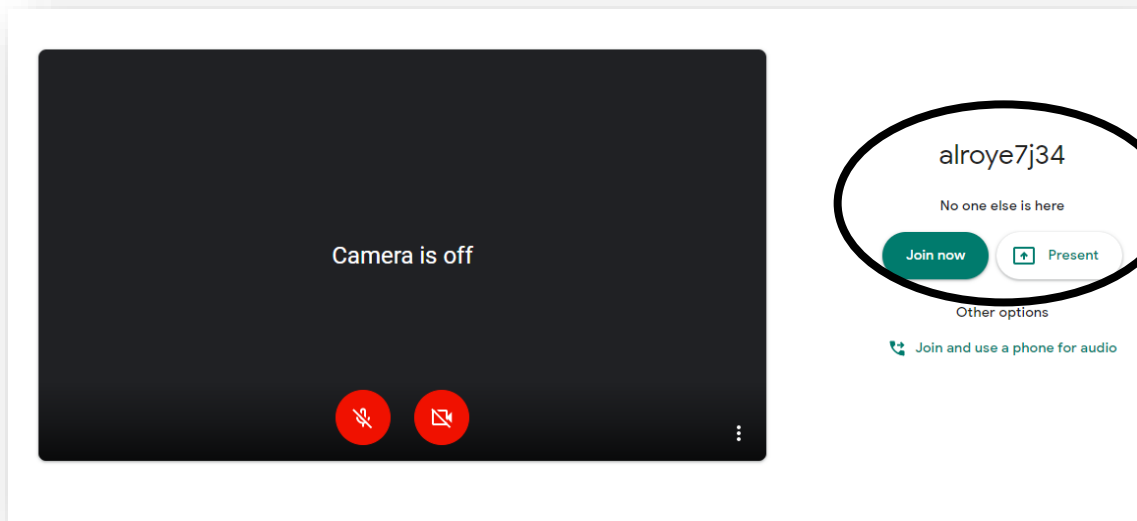 Camera is off
alroye7j34
No one else is here
Join now
Present
Other options
Join and use a phone for audio